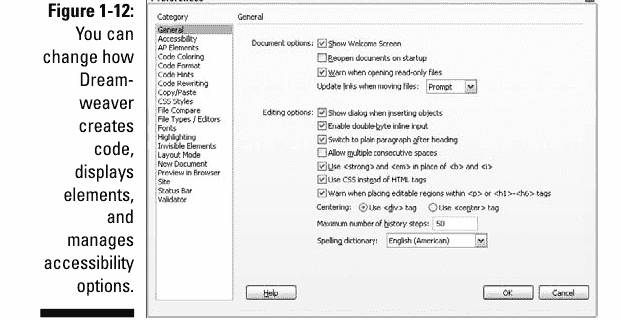 Figure 1-12:
You can
change how
Dream-
weaver
creates
code,
displays
elements,
and
manages
accessibility
options.
Category
General
Accessibility
AP Elements
Code Coloring
Code Format
Code Hints
Code Rewriting
Copy/Paste
CSS Styles
File Compare
File Types / Editors
Fonts
Highlighting
Invisible Elements
Layout Mode
New Document
Preview in Browser
Site
Status Bar
Validator
General
Document options: Show Welcome Screen
Reopen documents on startup
Warn when opening read-only files
Update links when moving files: Prompt
Editing options: Show dialog when inserting objects
Enable double-byte inline input
Switch to plain paragraph after heading
Allow multiple consecutive spaces
Use <strong> and <em> in place of <b> and <i>
Use CSS instead of HTML tags
Warn when placing editable regions within <p> or <h1>-<h6> tags
Centering: Use <div> tag Use <center> tag
Maximum number of history steps: 50
Spelling dictionary: English (American)
Help OK Cancel